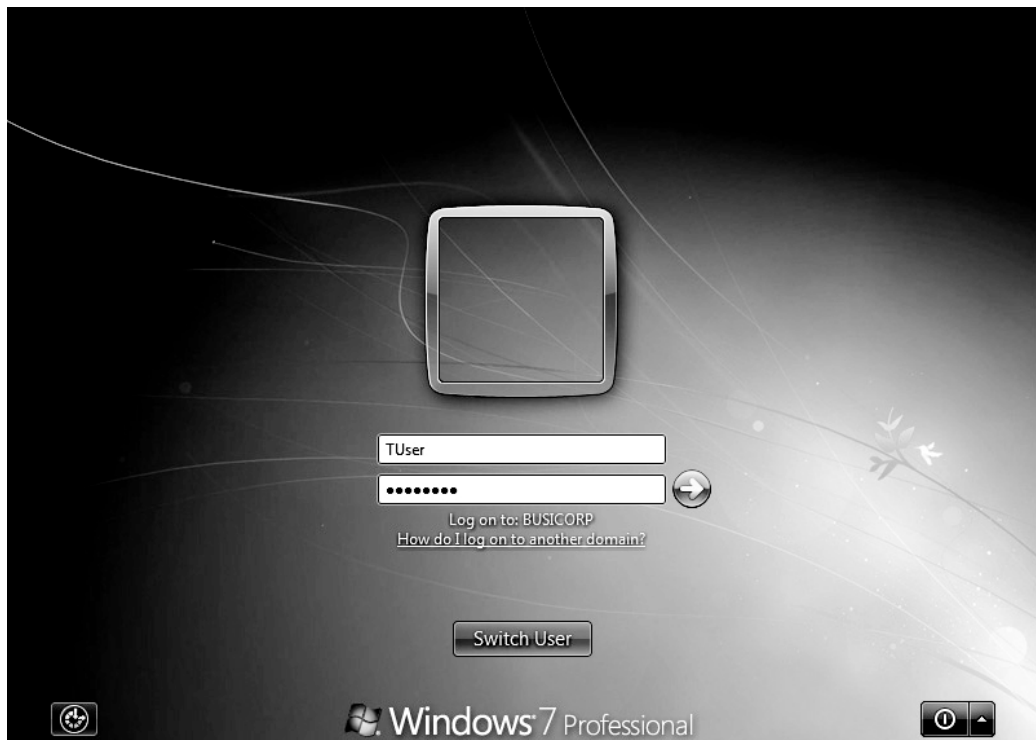 TUser
••••••••
Log on to: BUSICORP
How do I log on to another domain?
Switch User
Windows 7 Professional